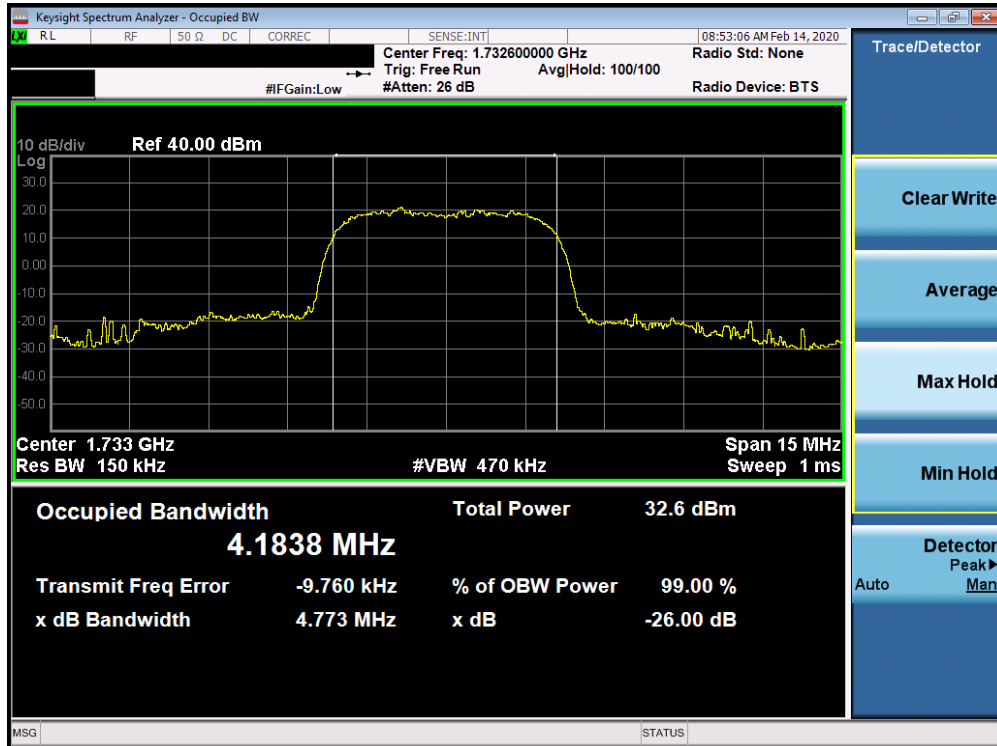 Keysight Spectrum Analyzer - Occupied BW
LXI RL RF 50 Ω DC CORREC SENSE:INT 08:53:06 AM Feb 14, 2020
Center Freq: 1.732600000 GHz Radio Std: None
Trig: Free Run Avg|Hold: 100/100
#IFGain:Low #Atten: 26 dB Radio Device: BTS
Trace/Detector
10 dB/div Ref 40.00 dBm
Log
30.0
20.0
10.0
0.00
-10.0
-20.0
-30.0
-40.0
-50.0
Center 1.733 GHz Span 15 MHz
Res BW 150 kHz #VBW 470 kHz Sweep 1 ms
Occupied Bandwidth Total Power 32.6 dBm
4.1838 MHz
Transmit Freq Error -9.760 kHz % of OBW Power 99.00 %
x dB Bandwidth 4.773 MHz x dB -26.00 dB
Clear Write
Average
Max Hold
Min Hold
Detector
Peak▶
Auto Man
MSG STATUS